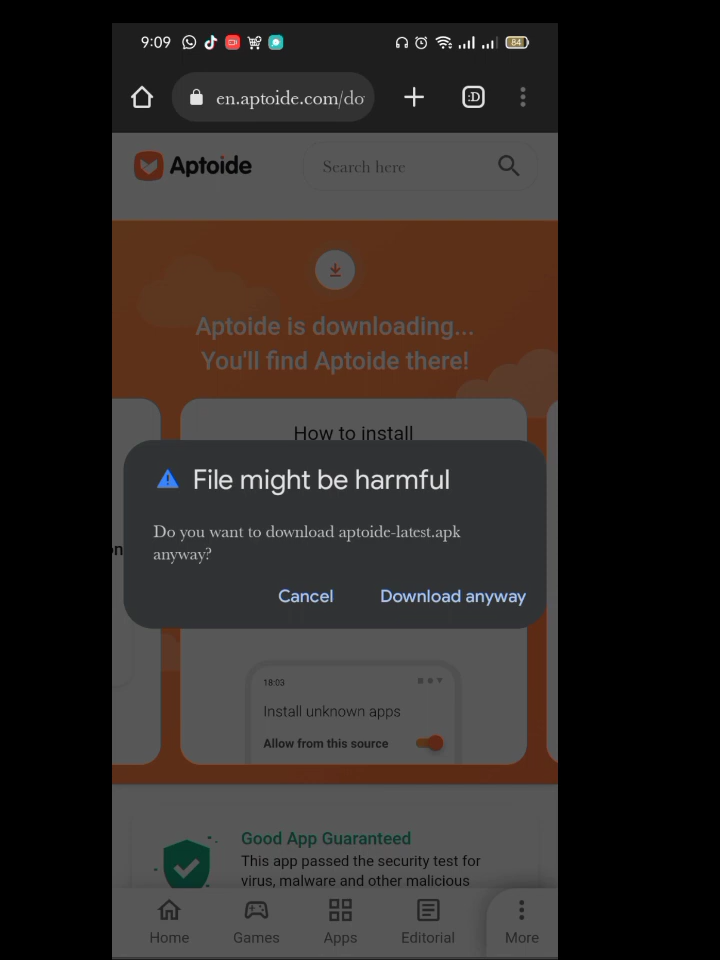 9:09
84
en.aptoide.com/do
:D
Aptoide
Search here
Aptoide is downloading...
You'll find Aptoide there!
How to install
File might be harmful
Do you want to download aptoide-latest.apk
anyway?
Cancel
Download anyway
18:03
Install unknown apps
Allow from this source
Good App Guaranteed
This app passed the security test for
virus, malware and other malicious
Home
Games
Apps
Editorial
More